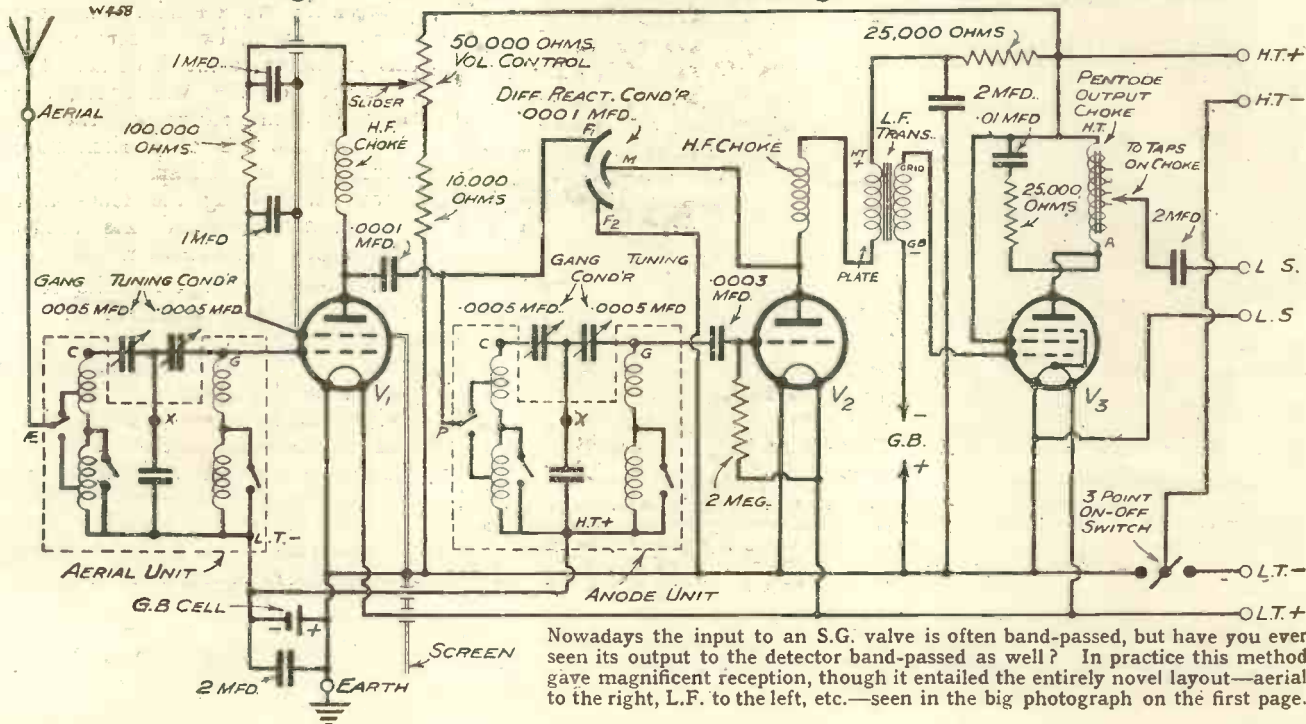 W458
AERIAL
1 MFD.
100,000
OHMS
1 MFD
SLIDER
H.F.
CHOKE
50,000 OHMS.
VOL. CONTROL
10,000
OHMS
.0001
MFD.
DIFF. REACT. COND'R
.0001 MFD.
F1
M
F2
H.F. CHOKE
HT
+
L.F.
TRANS.
GRID
GB
-
PLATE
25,000 OHMS
2 MFD.
.01 MFD
25,000
OHMS
PENTODE
OUTPUT
CHOKE
H.T.
TO TAPS
ON CHOKE
A
2 MFD
H.T.+
H.T-
L.S.
L.S
GANG TUNING COND'R
.0005 MFD. .0005 MFD.
C
G
X
Æ
L.T.-
AERIAL UNIT
G.B CELL
- +
2 MFD.
EARTH
SCREEN
V1
GANG TUNING
COND'R
.0005 MFD. .0005 MFD.
C
G
X
P
H.T+
ANODE UNIT
.0003
MFD.
2 MEG.
V2
-
G.B.
+
V3
3 POINT
ON-OFF
SWITCH
L.T.-
L.T.+
Nowadays the input to an S.G. valve is often band-passed, but have you ever
seen its output to the detector band-passed as well? In practice this method
gave magnificent reception, though it entailed the entirely novel layout—aerial
to the right, L.F. to the left, etc.—seen in the big photograph on the first page.